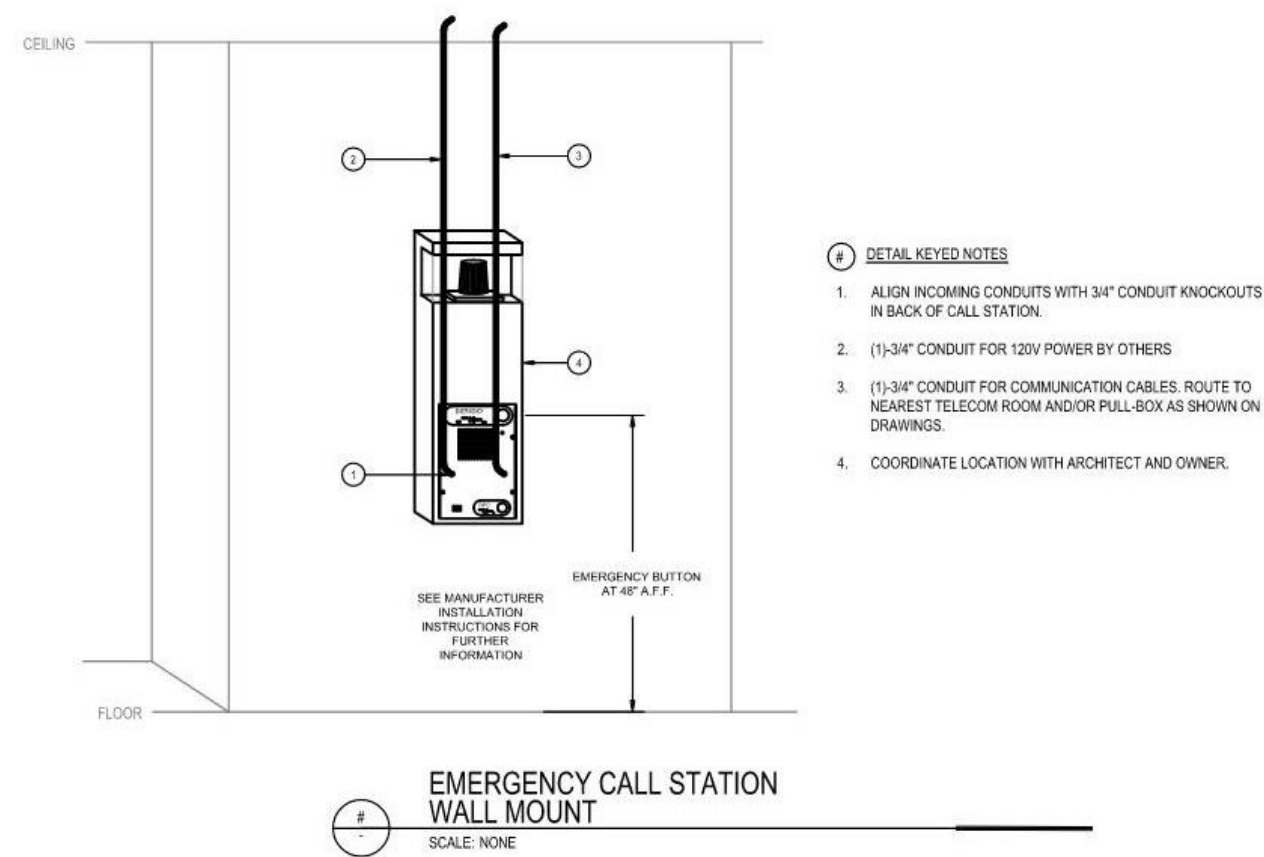 CEILING
2
3
4
1
EMERGENCY BUTTON
AT 48" A.F.F.
SEE MANUFACTURER
INSTALLATION
INSTRUCTIONS FOR
FURTHER
INFORMATION
FLOOR
# DETAIL KEYED NOTES
1. ALIGN INCOMING CONDUITS WITH 3/4" CONDUIT KNOCKOUTS
IN BACK OF CALL STATION.
2. (1)-3/4" CONDUIT FOR 120V POWER BY OTHERS
3. (1)-3/4" CONDUIT FOR COMMUNICATION CABLES. ROUTE TO
NEAREST TELECOM ROOM AND/OR PULL-BOX AS SHOWN ON
DRAWINGS.
4. COORDINATE LOCATION WITH ARCHITECT AND OWNER.
#
-
EMERGENCY CALL STATION
WALL MOUNT
SCALE: NONE